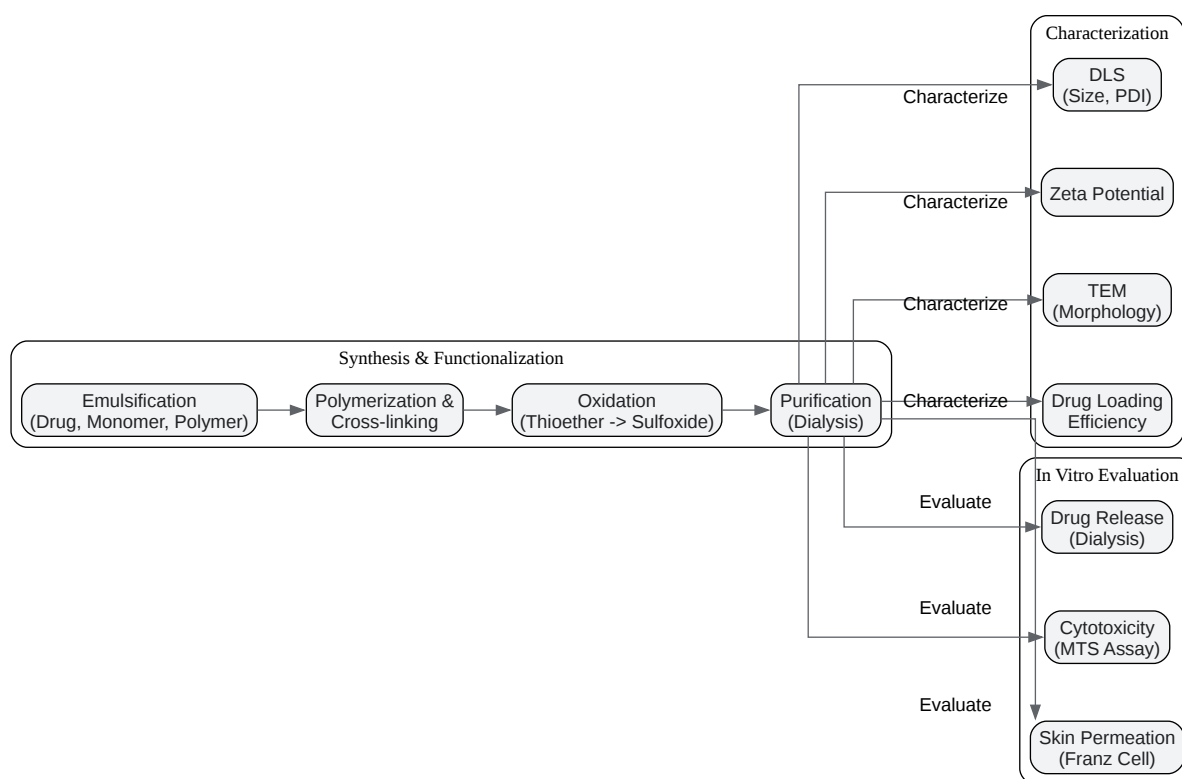 Characterization
DLS
(Size, PDI)
Characterize
Zeta Potential
Characterize
TEM
(Morphology)
Characterize
Synthesis & Functionalization
Emulsification
(Drug, Monomer, Polymer)
Polymerization &
Cross-linking
Oxidation
(Thioether -> Sulfoxide)
Purification
(Dialysis)
Characterize
Drug Loading
Efficiency
In Vitro Evaluation
Evaluate
Drug Release
(Dialysis)
Evaluate
Cytotoxicity
(MTS Assay)
Evaluate
Skin Permeation
(Franz Cell)